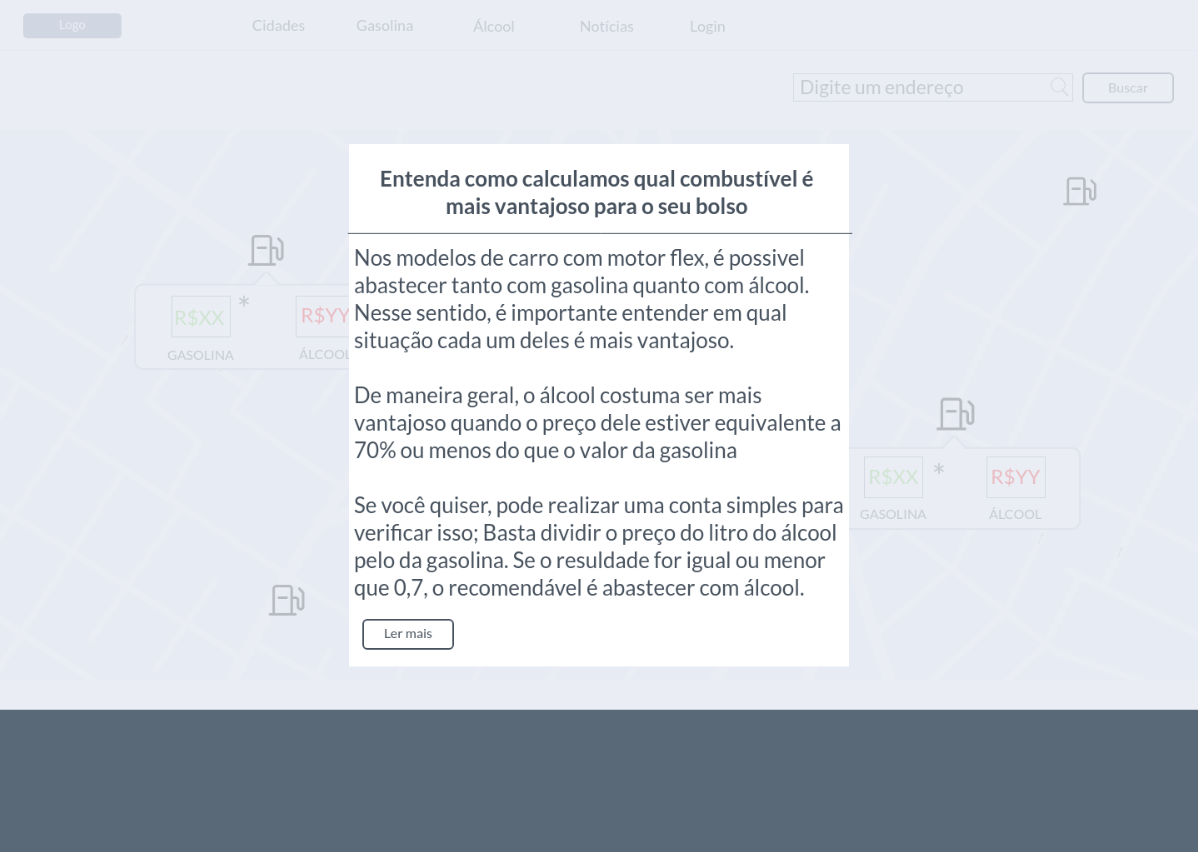 Logo
Cidades
Gasolina
Álcool
Notícias
Login
Digite um endereço
Buscar
Entenda como calculamos qual combustível é
mais vantajoso para o seu bolso
Nos modelos de carro com motor flex, é possivel
abastecer tanto com gasolina quanto com álcool.
Nesse sentido, é importante entender em qual
situação cada um deles é mais vantajoso.
De maneira geral, o álcool costuma ser mais
vantajoso quando o preço dele estiver equivalente a
70% ou menos do que o valor da gasolina
Se você quiser, pode realizar uma conta simples para
verificar isso; Basta dividir o preço do litro do álcool
pelo da gasolina. Se o resuldade for igual ou menor
que 0,7, o recomendável é abastecer com álcool.
Ler mais
R$XX * R$YY
GASOLINA ÁLCOOL
R$XX * R$YY
GASOLINA ÁLCOOL